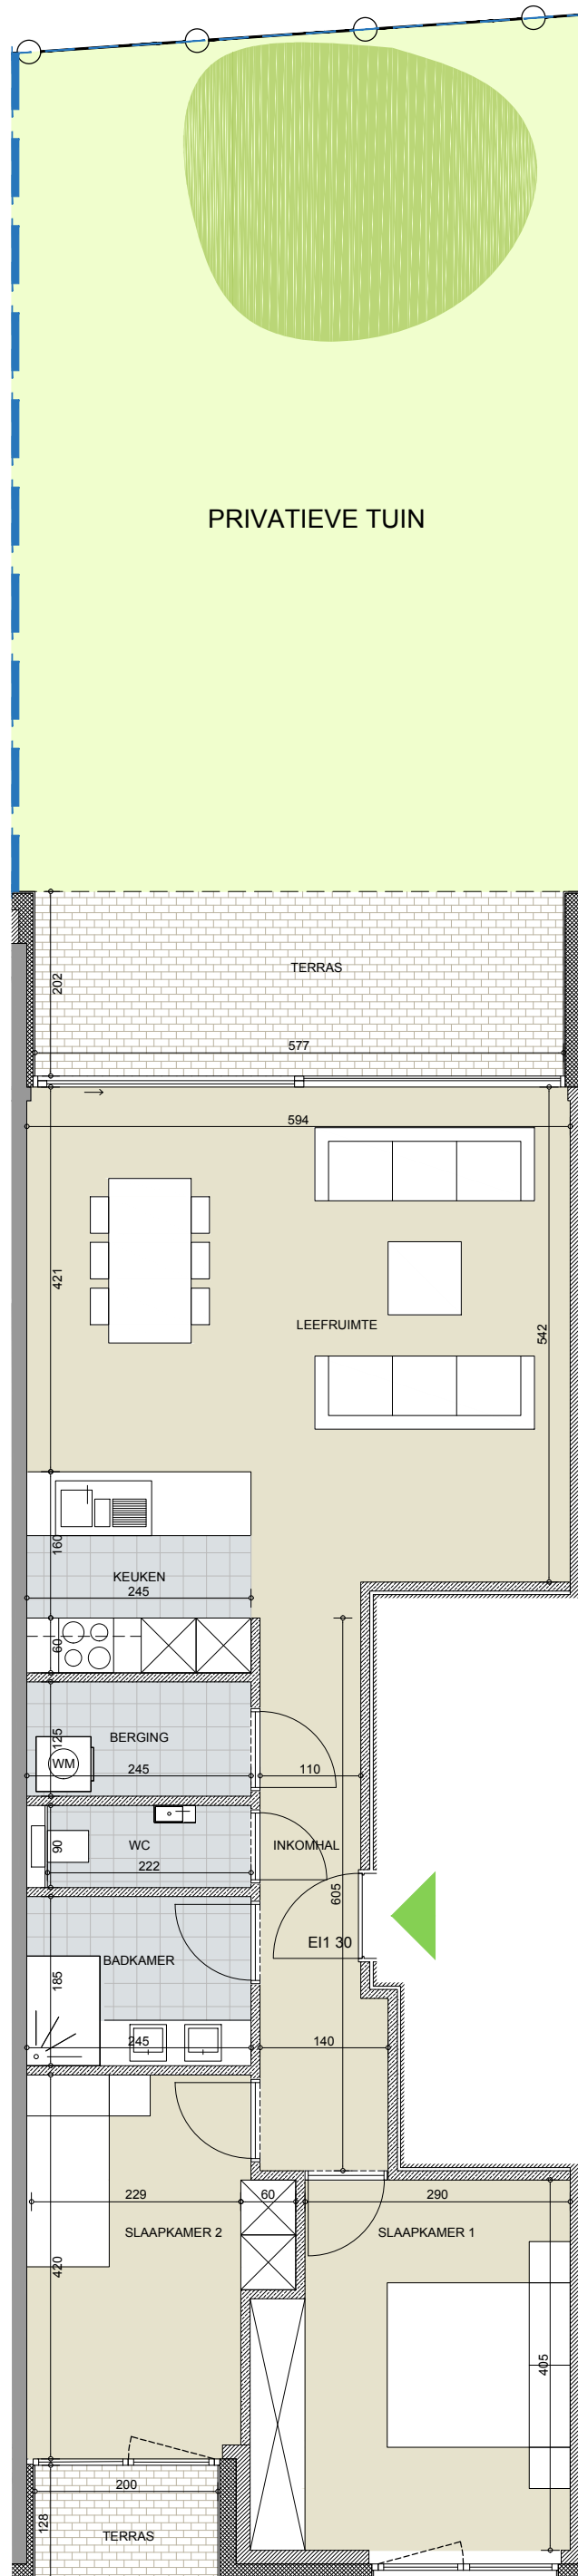 PRIVATIEVE TUIN
TERRAS
202
577
594
421
LEEFRUIMTE
542
160
KEUKEN
245
60
BERGING
125
WM
245
110
WC
INKOMHAL
90
222
605
EI1 30
BADKAMER
185
245
140
229
60
290
SLAAPKAMER 2
SLAAPKAMER 1
420
405
200
128
TERRAS